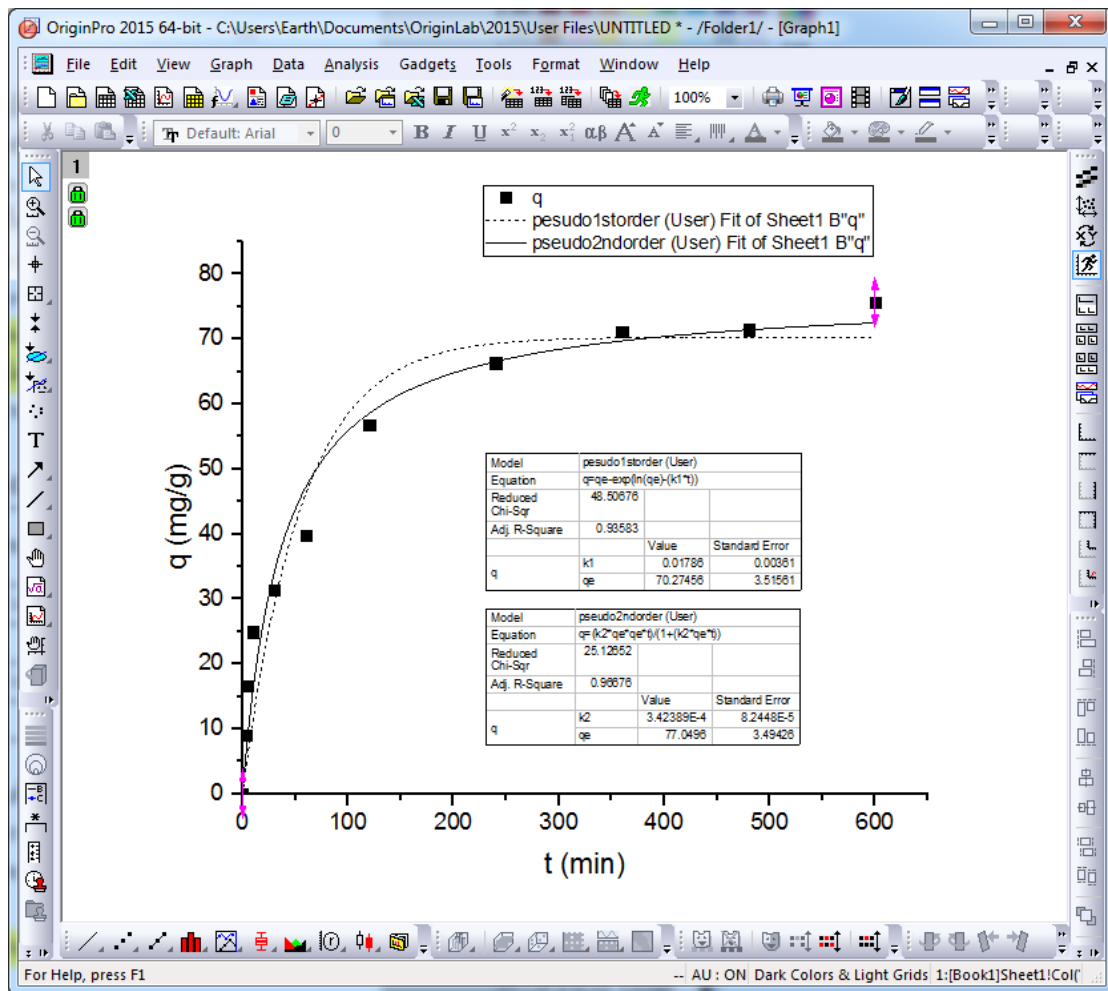 OriginPro 2015 64-bit - C:\Users\Earth\Documents\OriginLab\2015\User Files\UNTITLED * - /Folder1/ - [Graph1]
File Edit View Graph Data Analysis Gadgets Tools Format Window Help
100%
Default: Arial 0 B I U x² x₂ αβ A A
1
q
pesudo1storder (User) Fit of Sheet1 B"q"
pseudo2ndorder (User) Fit of Sheet1 B"q"
80
70
60
50
40
30
20
10
0
q (mg/g)
Model pesudo1storder (User)
Equation q=qe-exp(ln(qe)-(k1*t))
Reduced Chi-Sqr 48.50676
Adj. R-Square 0.93583
Value Standard Error
q k1 0.01786 0.00361
qe 70.27456 3.51561
Model pseudo2ndorder (User)
Equation q=(k2*qe*qe*t)/(1+(k2*qe*t))
Reduced Chi-Sqr 25.12652
Adj. R-Square 0.96676
Value Standard Error
q k2 3.42389E-4 8.2448E-5
qe 77.0496 3.49426
0 100 200 300 400 500 600
t (min)
For Help, press F1 -- AU : ON Dark Colors & Light Grids 1:[Book1]Sheet1!Col(